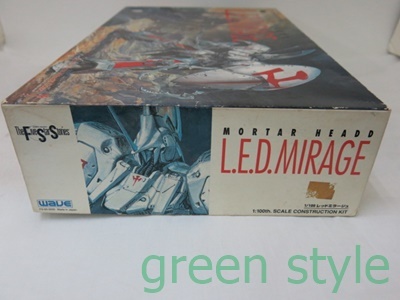 The Five Star Stories
MORTAR HEADD
L.E.D.MIRAGE
WAVE
1/100 レッドミラージュ
1:100th. SCALE CONSTRUCTION KIT
green style